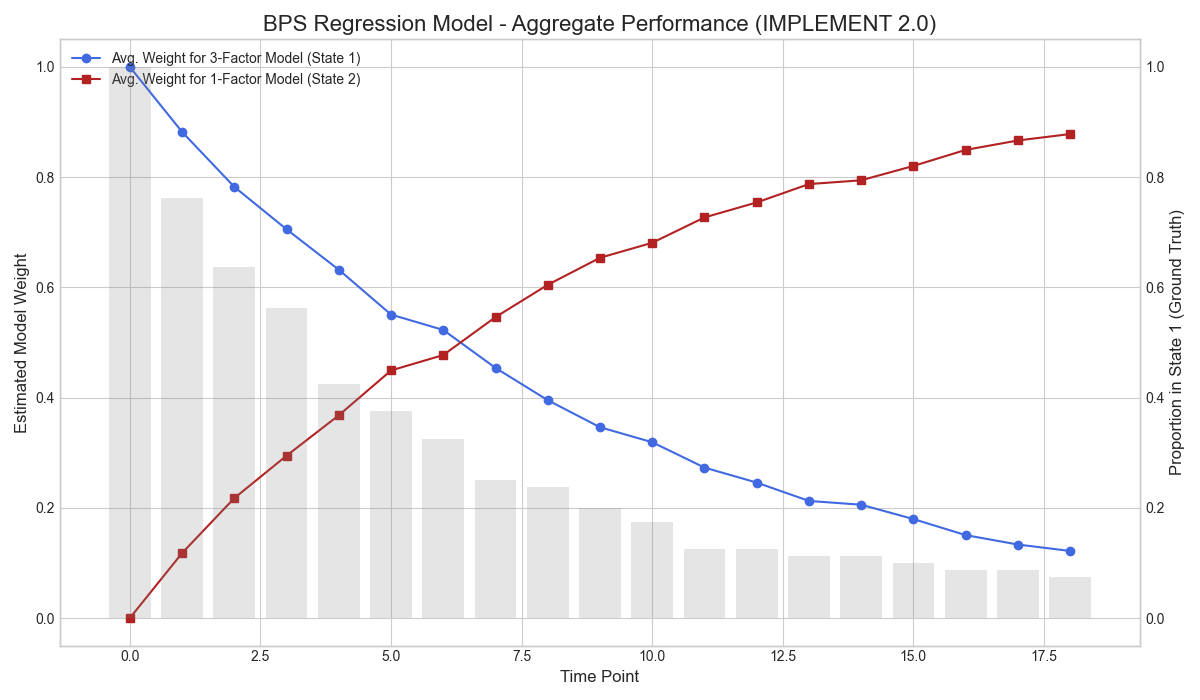 BPS Regression Model - Aggregate Performance (IMPLEMENT 2.0)
Avg. Weight for 3-Factor Model (State 1)
Avg. Weight for 1-Factor Model (State 2)
Estimated Model Weight
1.0
0.8
0.6
0.4
0.2
0.0
1.0
0.8
0.6
0.4
0.2
0.0
Proportion in State 1 (Ground Truth)
0.0 2.5 5.0 7.5 10.0 12.5 15.0 17.5
Time Point